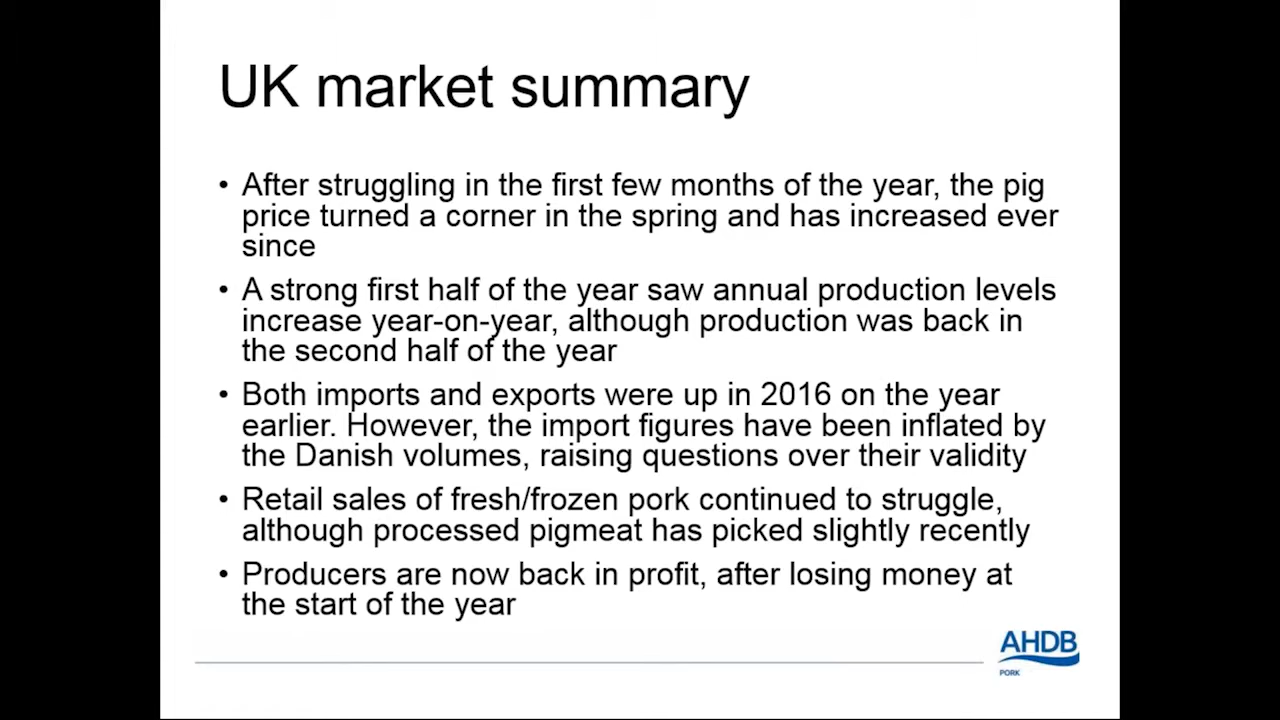 UK market summary
• After struggling in the first few months of the year, the pig
price turned a corner in the spring and has increased ever
since
• A strong first half of the year saw annual production levels
increase year-on-year, although production was back in
the second half of the year
• Both imports and exports were up in 2016 on the year
earlier. However, the import figures have been inflated by
the Danish volumes, raising questions over their validity
• Retail sales of fresh/frozen pork continued to struggle,
although processed pigmeat has picked slightly recently
• Producers are now back in profit, after losing money at
the start of the year
AHDB
PORK